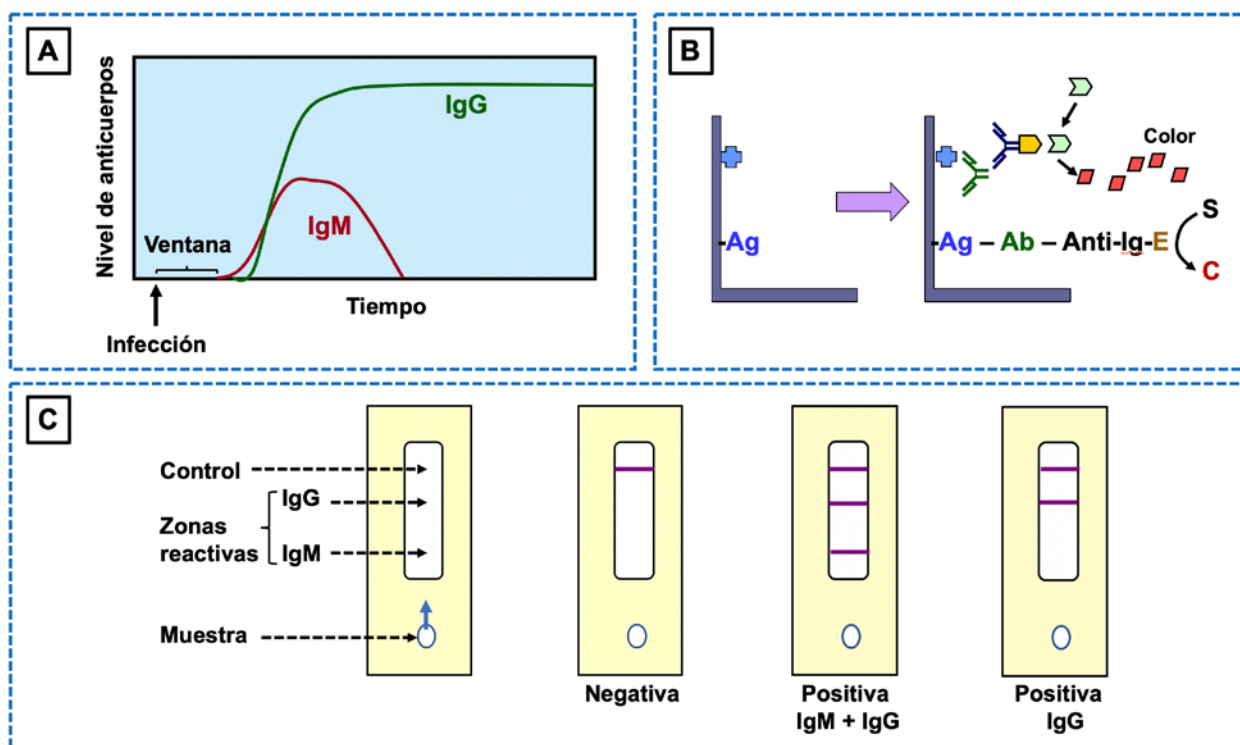 A
Nivel de anticuerpos
IgG
IgM
Ventana
Tiempo
Infección
B
Color
-Ag
-Ag – Ab – Anti-Ig-E
S
C
C
Control
IgG
Zonas
reactivas
IgM
Muestra
Negativa
Positiva
IgM + IgG
Positiva
IgG